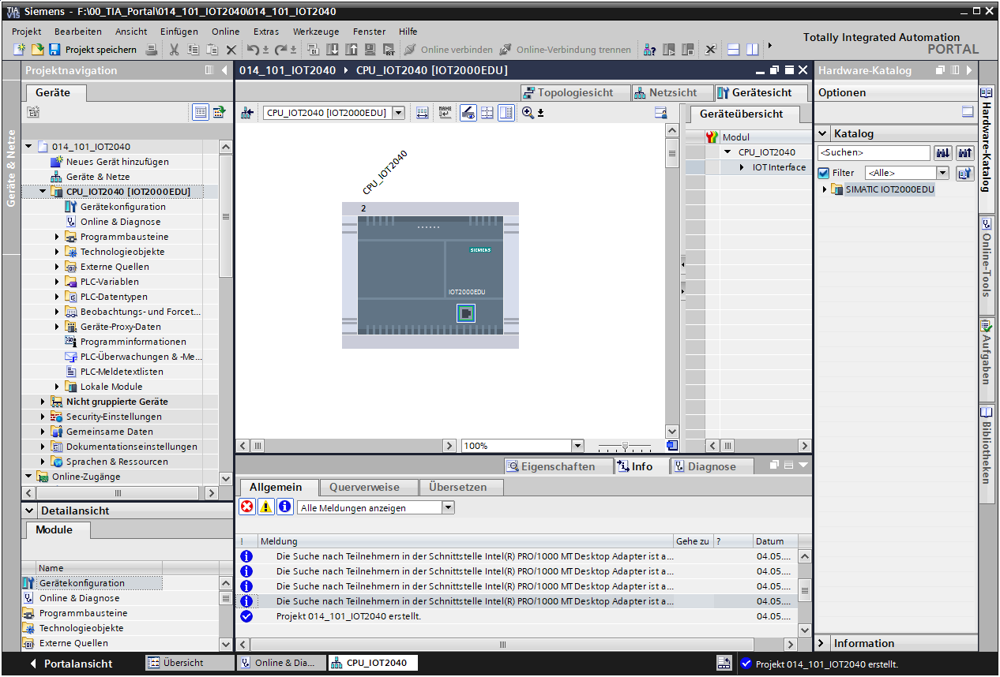 Siemens - F:\00_TIA_Portal\014_101_IOT2040\014_101_IOT2040
Projekt Bearbeiten Ansicht Einfügen Online Extras Werkzeuge Fenster Hilfe
Totally Integrated Automation
PORTAL
Projekt speichern Online verbinden Online-Verbindung trennen
Projektnavigation
014_101_IOT2040 CPU_IOT2040 [IOT2000EDU]
Hardware-Katalog
Geräte
Topologiesicht Netzsicht Gerätesicht
Optionen
CPU_IOT2040 [IOT2000EDU]
Geräteübersicht
Modul
CPU_IOT2040
IOT Interface
Katalog
<Suchen>
Filter <Alle>
SIMATIC IOT2000EDU
Geräte & Netze
014_101_IOT2040
Neues Gerät hinzufügen
Geräte & Netze
CPU_IOT2040 [IOT2000EDU]
Gerätekonfiguration
Online & Diagnose
Programmbausteine
Technologieobjekte
Externe Quellen
PLC-Variablen
PLC-Datentypen
Beobachtungs- und Forcet...
Geräte-Proxy-Daten
Programminformationen
PLC-Überwachungen & -Me...
PLC-Meldetextlisten
Lokale Module
Nicht gruppierte Geräte
Security-Einstellungen
Gemeinsame Daten
Dokumentationseinstellungen
Sprachen & Ressourcen
Online-Zugänge
CPU_IOT2040
2
SIEMENS
IOT2000EDU
100%
Hardware-Katalog
Online-Tools
Aufgaben
Bibliotheken
Eigenschaften Info Diagnose
Allgemein Querverweise Übersetzen
Alle Meldungen anzeigen
! Meldung Gehe zu ? Datum
Die Suche nach Teilnehmern in der Schnittstelle Intel(R) PRO/1000 MT Desktop Adapter ist a... 04.05....
Die Suche nach Teilnehmern in der Schnittstelle Intel(R) PRO/1000 MT Desktop Adapter ist a... 04.05....
Die Suche nach Teilnehmern in der Schnittstelle Intel(R) PRO/1000 MT Desktop Adapter ist a... 04.05....
Die Suche nach Teilnehmern in der Schnittstelle Intel(R) PRO/1000 MT Desktop Adapter ist a... 04.05....
Projekt 014_101_IOT2040 erstellt. 04.05....
Detailansicht
Module
Name
Gerätekonfiguration
Online & Diagnose
Programmbausteine
Technologieobjekte
Externe Quellen
Information
Portalansicht Übersicht Online & Dia... CPU_IOT2040 Projekt 014_101_IOT2040 erstellt.